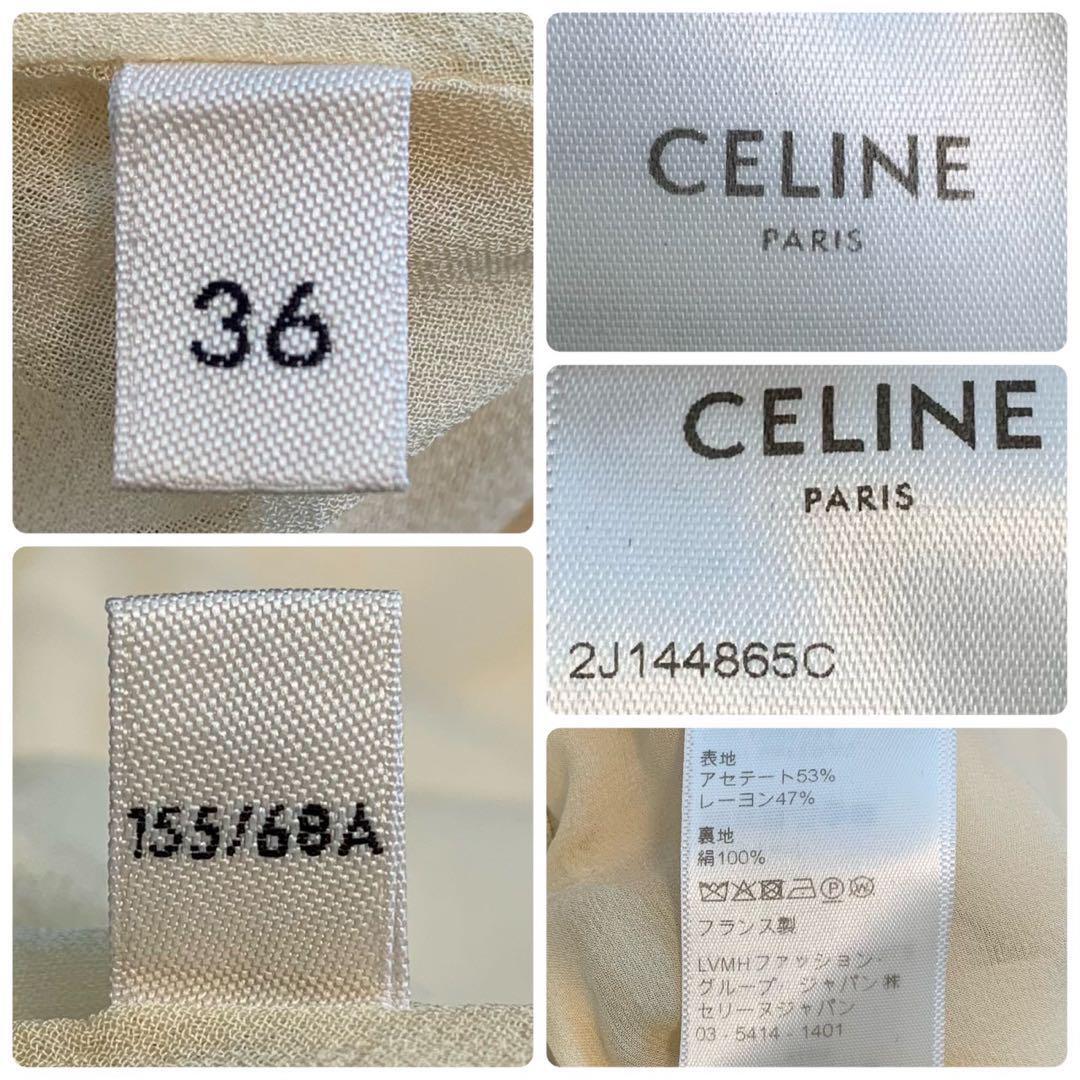 36
CELINE
PARIS
CELINE
PARIS
2J144865C
155/68A
表地
アセテート53%
レーヨン47%
裏地
絹100%
フランス製
LVMHファッション·
グループ ジャパン㈱
セリーヌジャパン
03 - 5414 - 1401